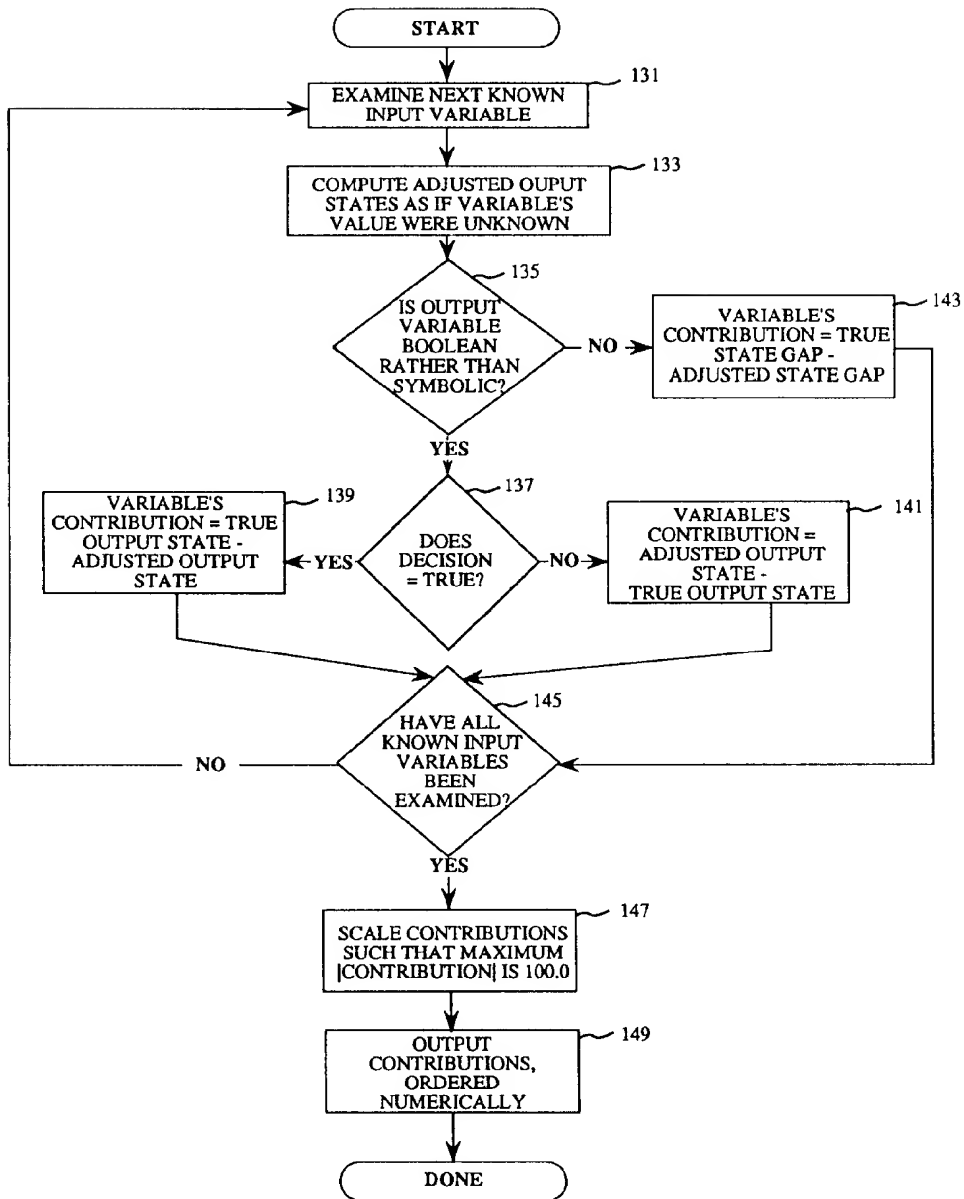 START
131
EXAMINE NEXT KNOWN
INPUT VARIABLE
133
COMPUTE ADJUSTED OUPUT
STATES AS IF VARIABLE'S
VALUE WERE UNKNOWN
135
IS OUTPUT
VARIABLE
BOOLEAN
RATHER THAN
SYMBOLIC?
NO
143
VARIABLE'S
CONTRIBUTION = TRUE
STATE GAP -
ADJUSTED STATE GAP
YES
139
VARIABLE'S
CONTRIBUTION = TRUE
OUTPUT STATE -
ADJUSTED OUTPUT
STATE
YES
137
DOES
DECISION
= TRUE?
NO
141
VARIABLE'S
CONTRIBUTION =
ADJUSTED OUTPUT
STATE -
TRUE OUTPUT STATE
145
HAVE ALL
KNOWN INPUT
VARIABLES
BEEN
EXAMINED?
NO
YES
147
SCALE CONTRIBUTIONS
SUCH THAT MAXIMUM
|CONTRIBUTION| IS 100.0
149
OUTPUT
CONTRIBUTIONS,
ORDERED
NUMERICALLY
DONE